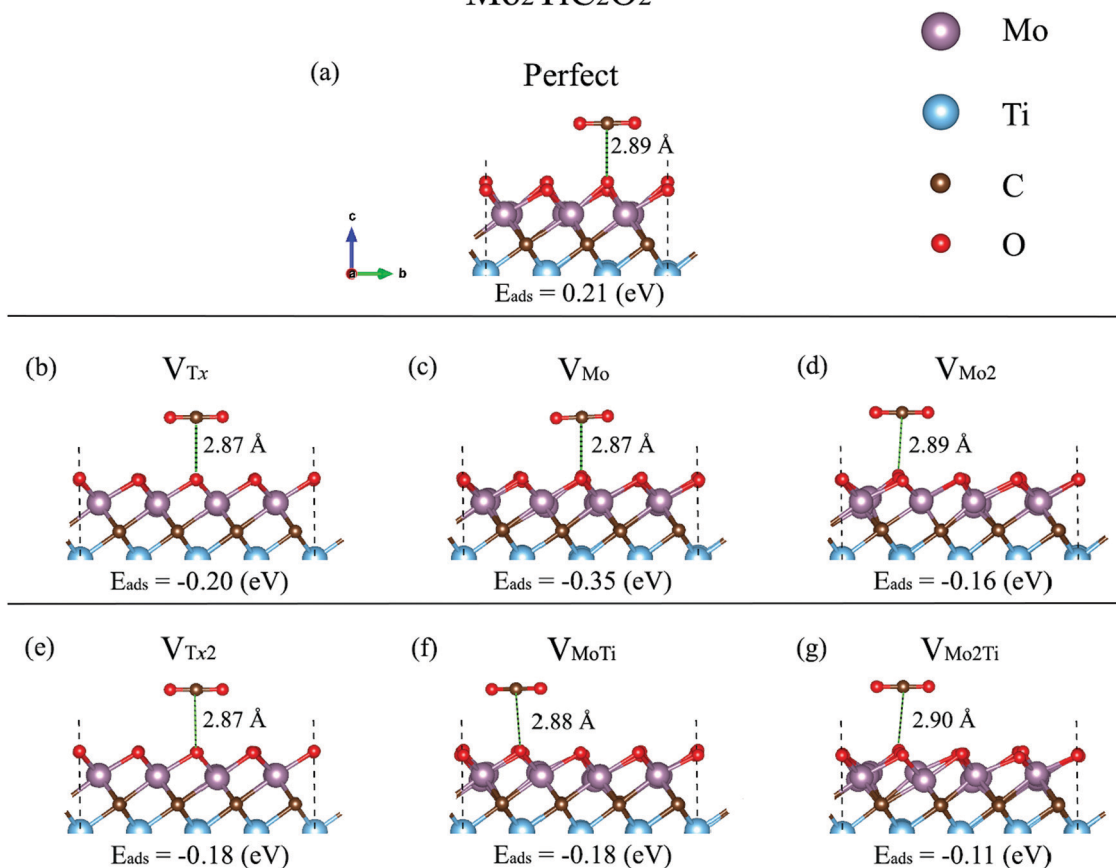 Mo₂TiC₂O₂
Mo
Ti
C
O
(a) Perfect
2.89 Å
c
a b
Eads = 0.21 (eV)
(b) VTx (c) VMo (d) VMo2
2.87 Å 2.87 Å 2.89 Å
Eads = -0.20 (eV) Eads = -0.35 (eV) Eads = -0.16 (eV)
(e) VTx2 (f) VMoTi (g) VMo2Ti
2.87 Å 2.88 Å 2.90 Å
Eads = -0.18 (eV) Eads = -0.18 (eV) Eads = -0.11 (eV)